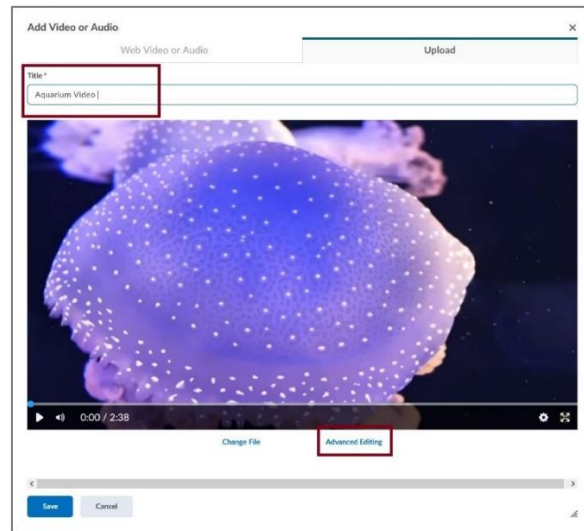 Add Video or Audio ×
Web Video or Audio Upload
Title *
Aquarium Video
0:00 / 2:38
Change File Advanced Editing
Save Cancel